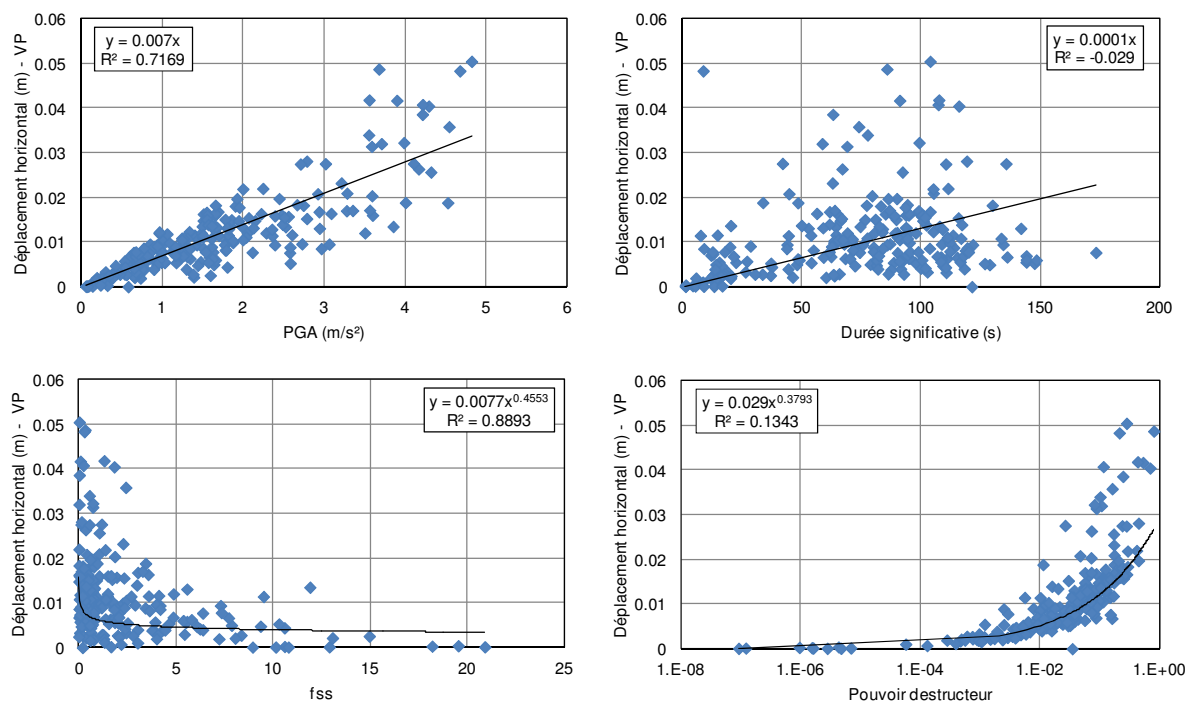 Déplacement horizontal (m) - VP
0.06
0.05
0.04
0.03
0.02
0.01
0
y = 0.007x
R² = 0.7169
0
1
2
3
4
5
6
PGA (m/s²)
Déplacement horizontal (m) - VP
0.06
0.05
0.04
0.03
0.02
0.01
0
y = 0.0001x
R² = -0.029
0
50
100
150
200
Durée significative (s)
Déplacement horizontal (m) - VP
0.06
0.05
0.04
0.03
0.02
0.01
0
y = 0.0077x^0.4553
R² = 0.8893
0
5
10
15
20
25
fss
Déplacement horizontal (m) - VP
0.06
0.05
0.04
0.03
0.02
0.01
0
y = 0.029x^0.3793
R² = 0.1343
1.E-08
1.E-06
1.E-04
1.E-02
1.E+00
Pouvoir destructeur